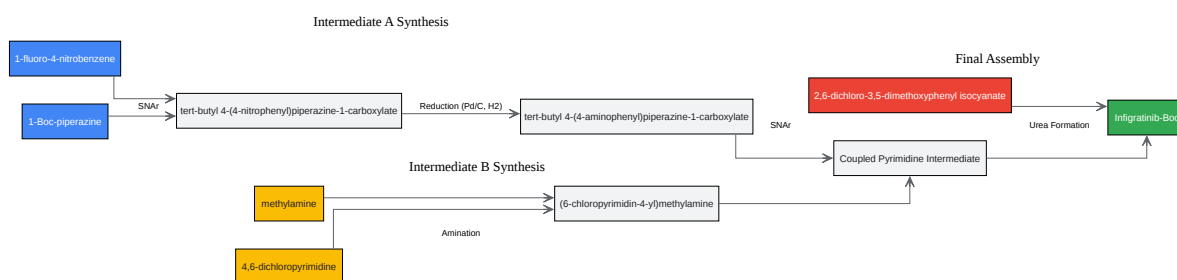 Intermediate A Synthesis
1-fluoro-4-nitrobenzene
SNAr
1-Boc-piperazine
tert-butyl 4-(4-nitrophenyl)piperazine-1-carboxylate
Reduction (Pd/C, H2)
tert-butyl 4-(4-aminophenyl)piperazine-1-carboxylate
SNAr
Final Assembly
2,6-dichloro-3,5-dimethoxyphenyl isocyanate
Urea Formation
Infigratinib-Boc
Coupled Pyrimidine Intermediate
Intermediate B Synthesis
methylamine
(6-chloropyrimidin-4-yl)methylamine
Amination
4,6-dichloropyrimidine